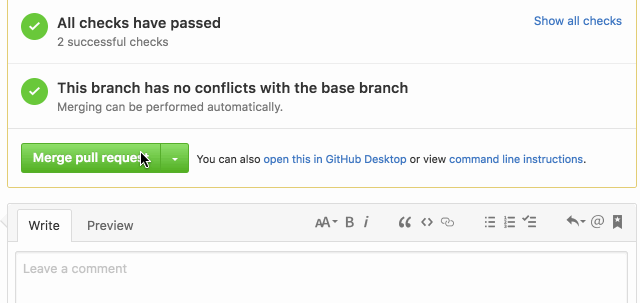 All checks have passed
Show all checks
2 successful checks
This branch has no conflicts with the base branch
Merging can be performed automatically.
Merge pull request
You can also open this in GitHub Desktop or view command line instructions.
Write Preview
AA B i
@
Leave a comment